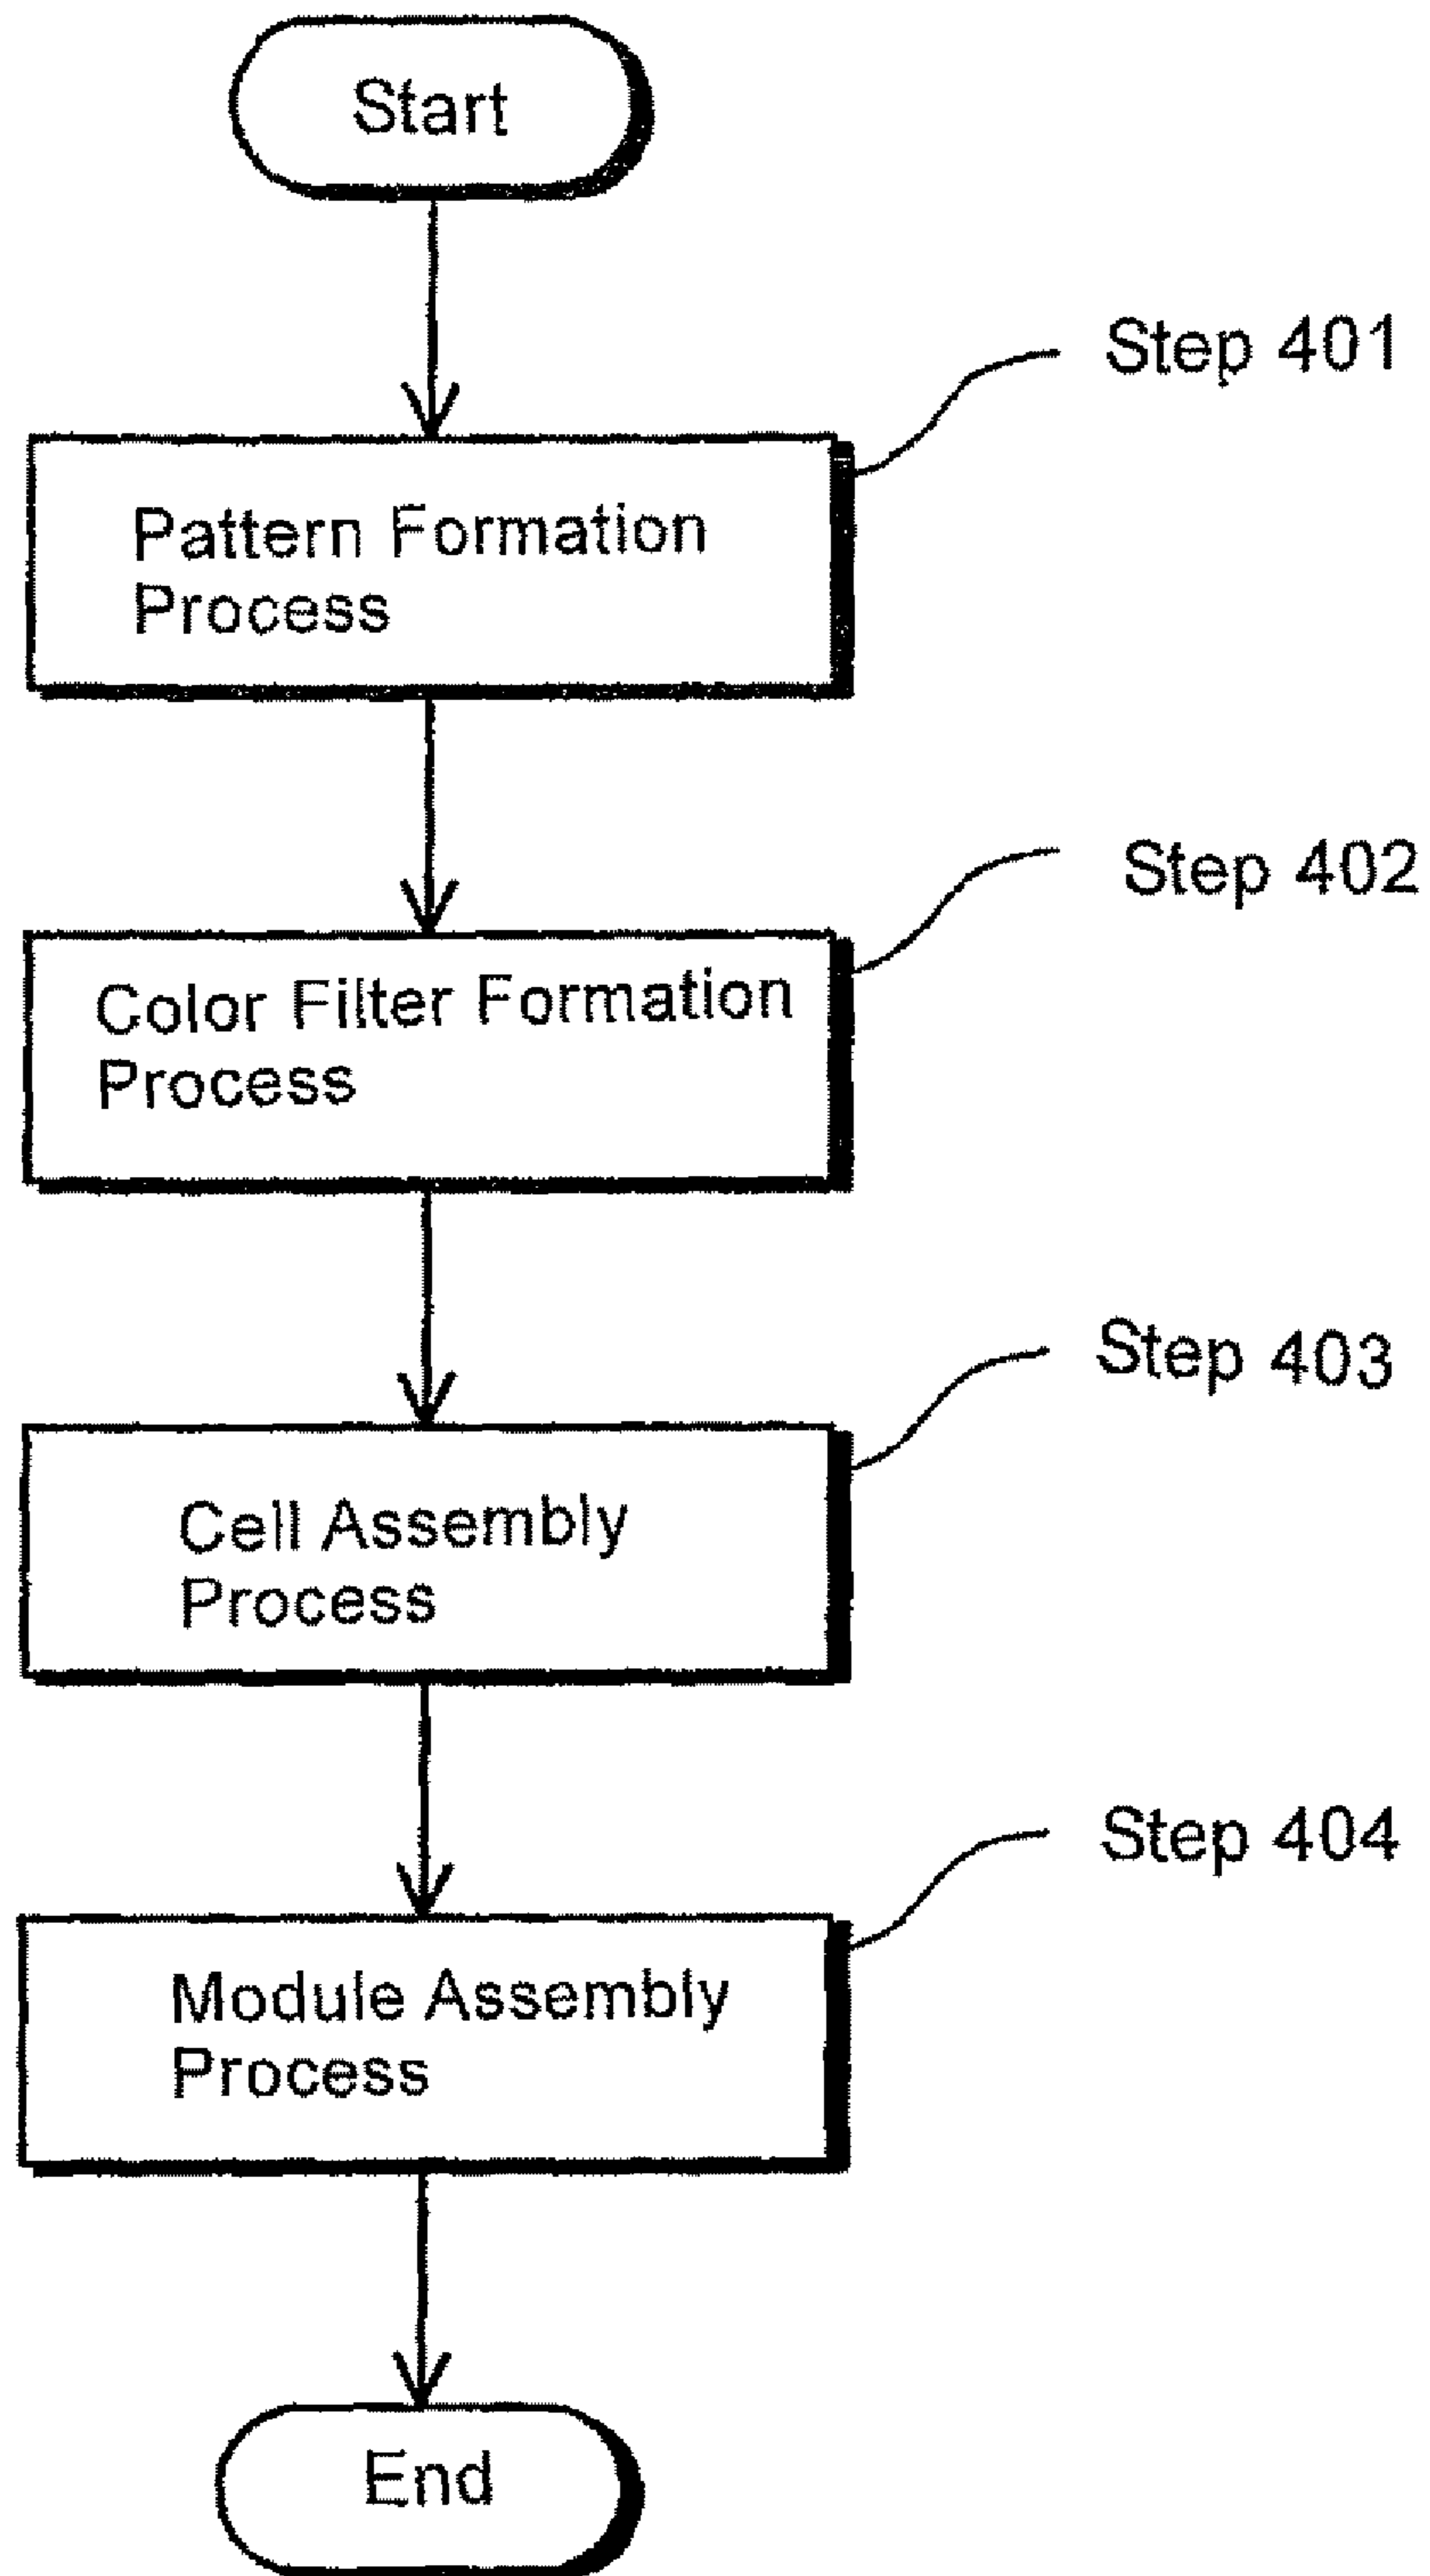 Start
Step 401
Pattern Formation
Process
Step 402
Color Filter Formation
Process
Step 403
Cell Assembly
Process
Step 404
Module Assembly
Process
End